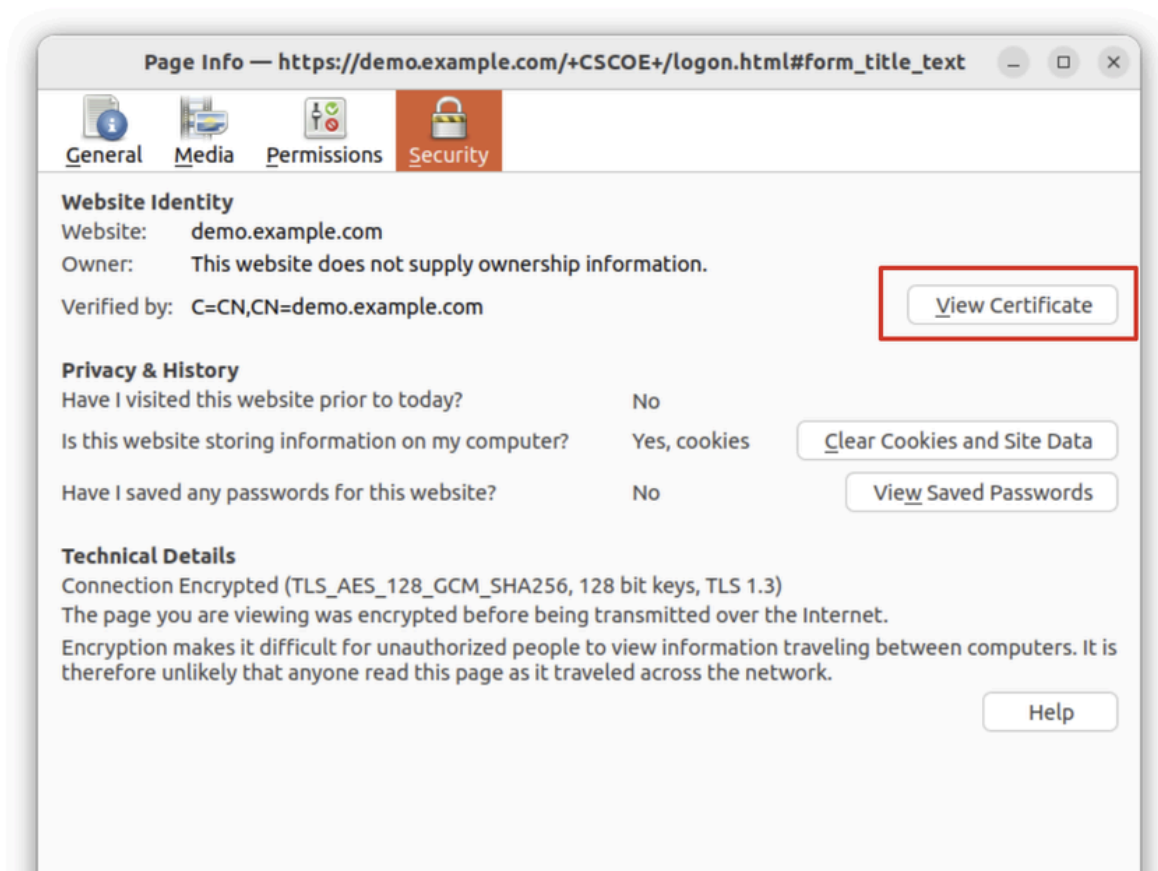 Page Info — https://demo.example.com/+CSCOE+/logon.html#form_title_text
General Media Permissions Security
Website Identity
Website: demo.example.com
Owner: This website does not supply ownership information.
Verified by: C=CN,CN=demo.example.com View Certificate
Privacy & History
Have I visited this website prior to today? No
Is this website storing information on my computer? Yes, cookies Clear Cookies and Site Data
Have I saved any passwords for this website? No View Saved Passwords
Technical Details
Connection Encrypted (TLS_AES_128_GCM_SHA256, 128 bit keys, TLS 1.3)
The page you are viewing was encrypted before being transmitted over the Internet.
Encryption makes it difficult for unauthorized people to view information traveling between computers. It is
therefore unlikely that anyone read this page as it traveled across the network.
Help